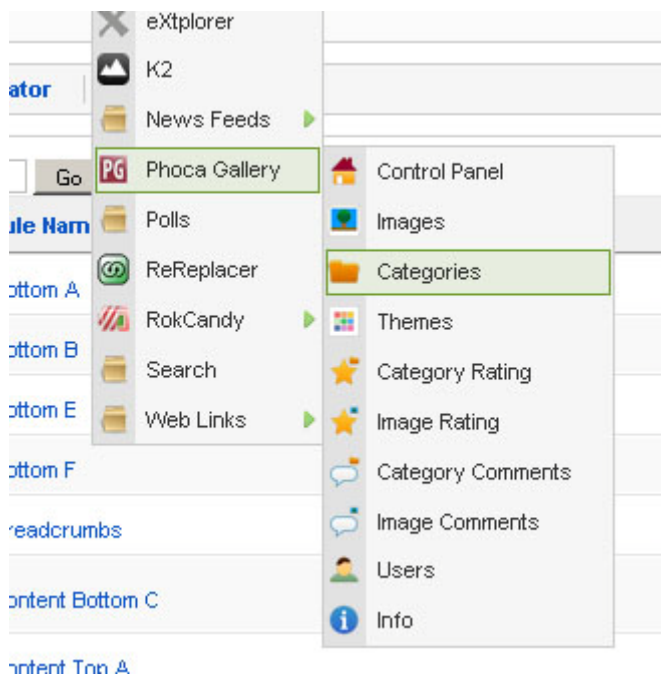 eXtplorer
K2
ator
News Feeds
Go
PG Phoca Gallery
Control Panel
ule Nam
Polls
Images
ottom A
ReReplacer
Categories
RokCandy
Themes
ottom B
Search
Category Rating
ottom E
Web Links
Image Rating
ottom F
Category Comments
readcrumbs
Image Comments
Users
ontent Bottom C
Info
ontent Top A